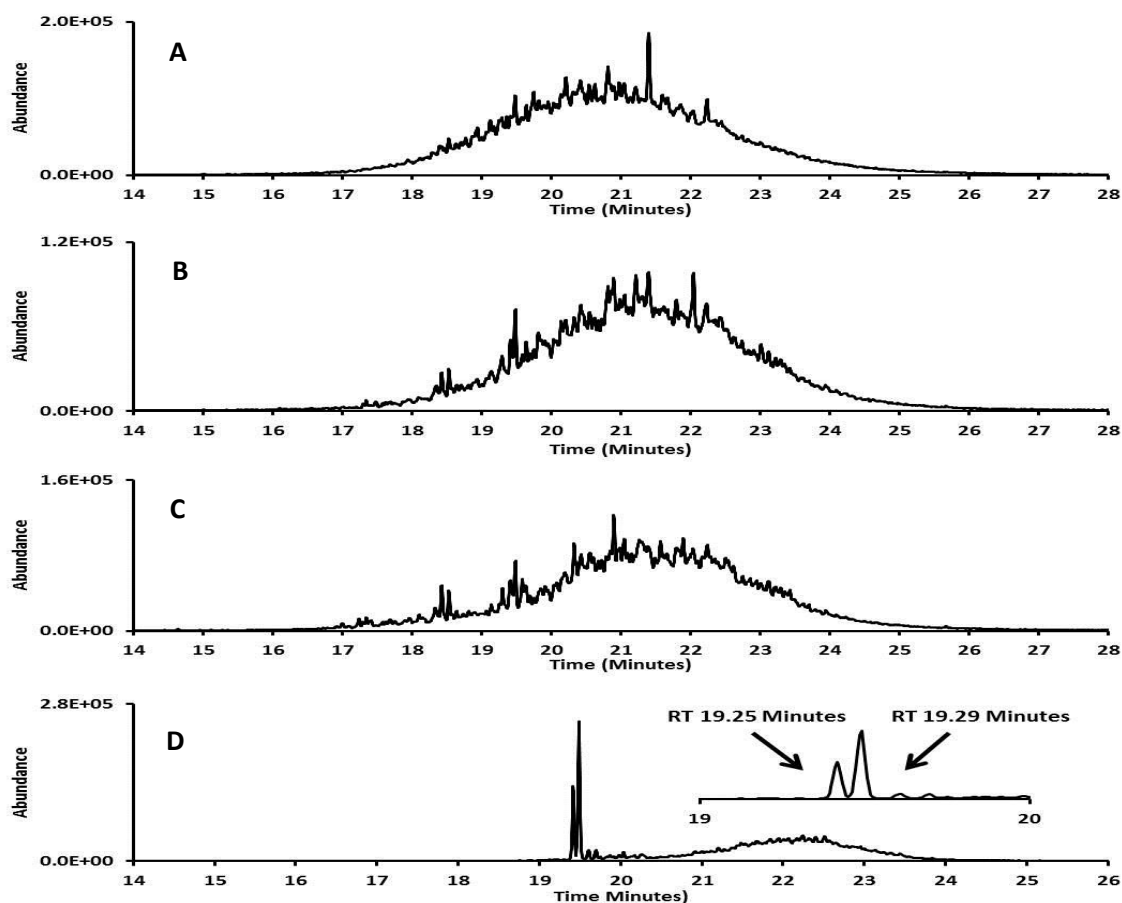 2.0E+05
A
Abundance
0.0E+00
14 15 16 17 18 19 20 21 22 23 24 25 26 27 28
Time (Minutes)
1.2E+05
B
Abundance
0.0E+00
14 15 16 17 18 19 20 21 22 23 24 25 26 27 28
Time (Minutes)
1.6E+05
C
Abundance
0.0E+00
14 15 16 17 18 19 20 21 22 23 24 25 26 27 28
Time (Minutes)
2.8E+05
D
RT 19.25 Minutes RT 19.29 Minutes
Abundance
19 20
0.0E+00
14 15 16 17 18 19 20 21 22 23 24 25 26
Time Minutes)